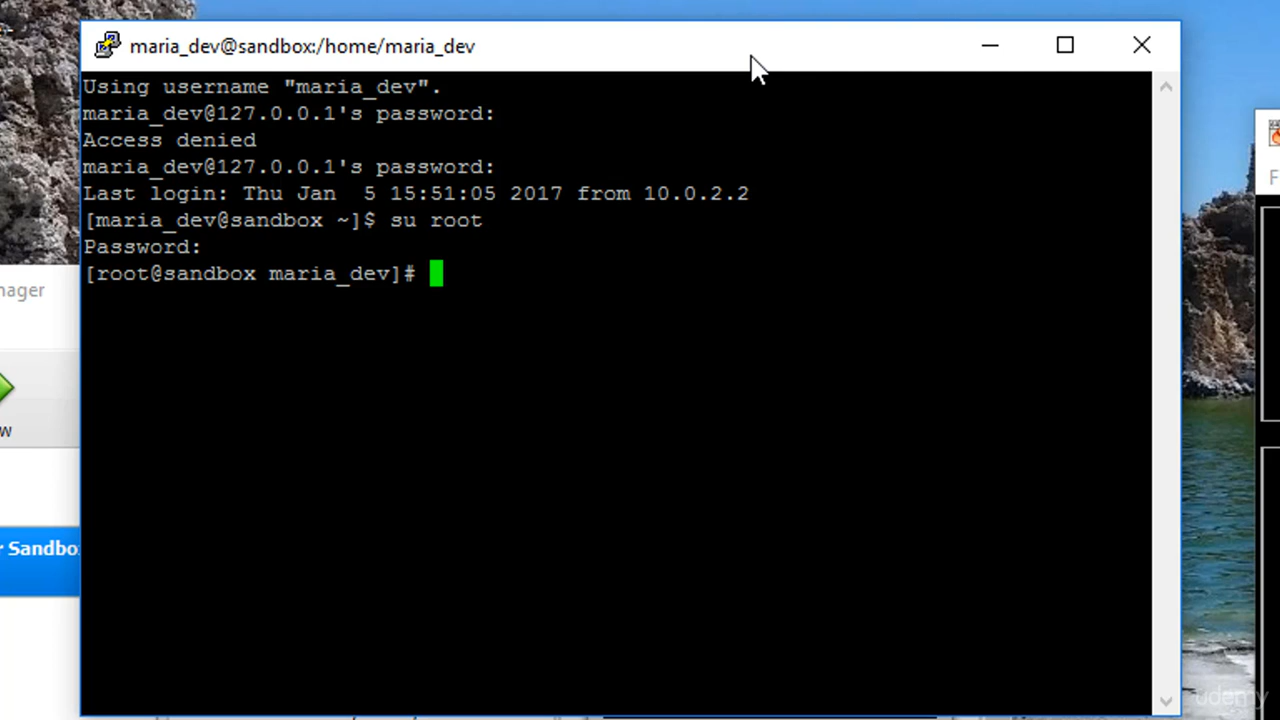 maria_dev@sandbox:/home/maria_dev
Using username "maria_dev".
maria_dev@127.0.0.1's password:
Access denied
maria_dev@127.0.0.1's password:
Last login: Thu Jan  5 15:51:05 2017 from 10.0.2.2
[maria_dev@sandbox ~]$ su root
Password:
[root@sandbox maria_dev]#
nager
w
r Sandbo
F
udemy